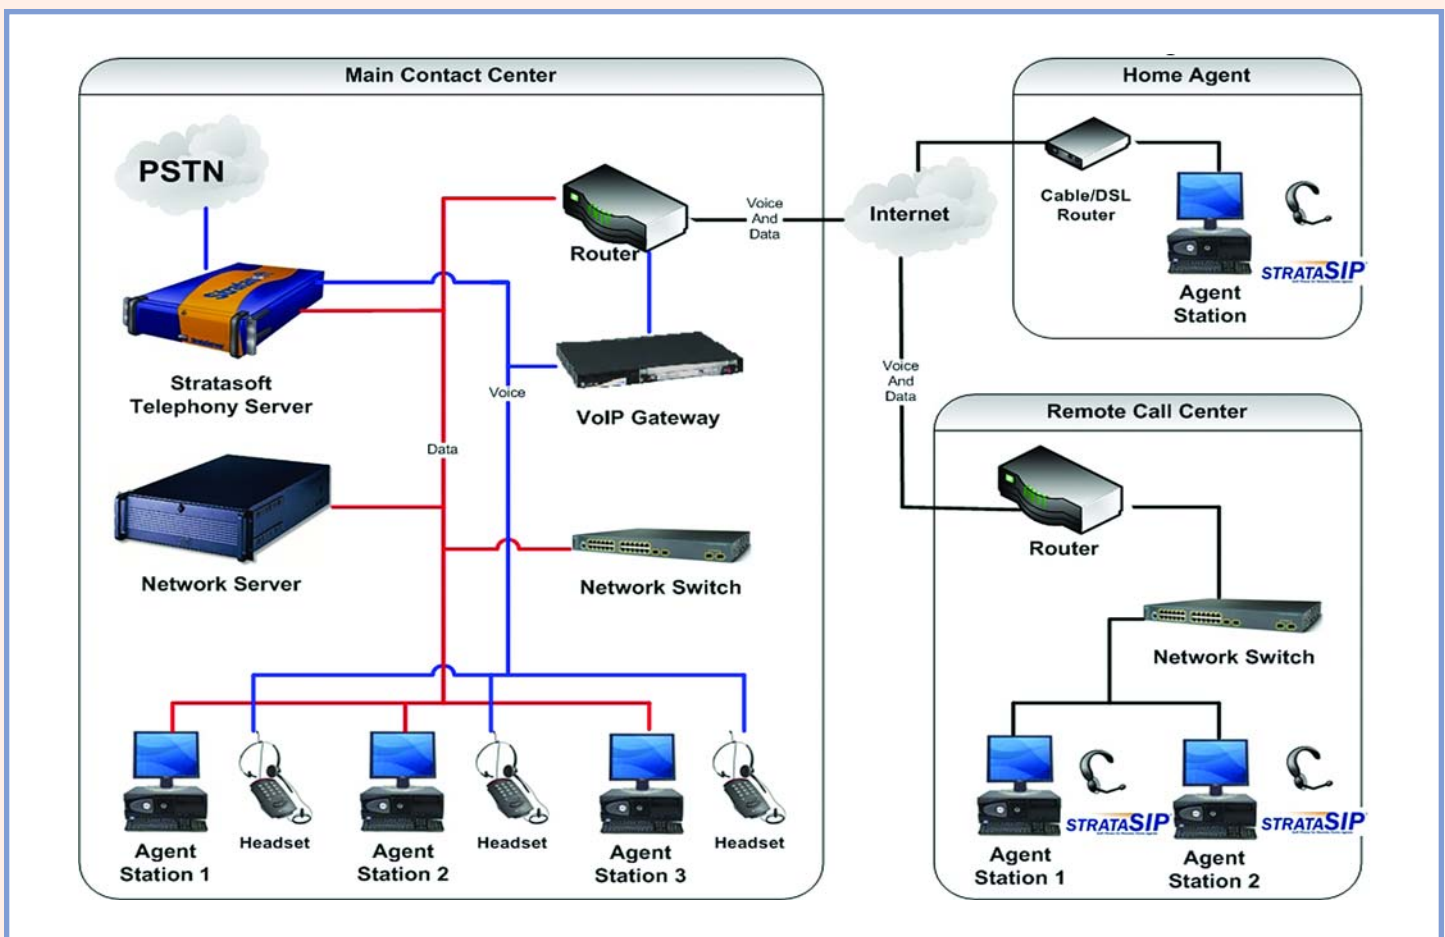 Main Contact Center
PSTN
Router
Voice
And
Data
Stratasoft
Telephony Server
VoIP Gateway
Voice
Data
Network Server
Network Switch
Agent
Station 1
Headset
Agent
Station 2
Headset
Agent
Station 3
Headset
Internet
Voice
And
Data
Home Agent
Cable/DSL
Router
Agent
Station
STRATASIP
Remote Call Center
Router
Network Switch
Agent
Station 1
STRATASIP
Agent
Station 2
STRATASIP